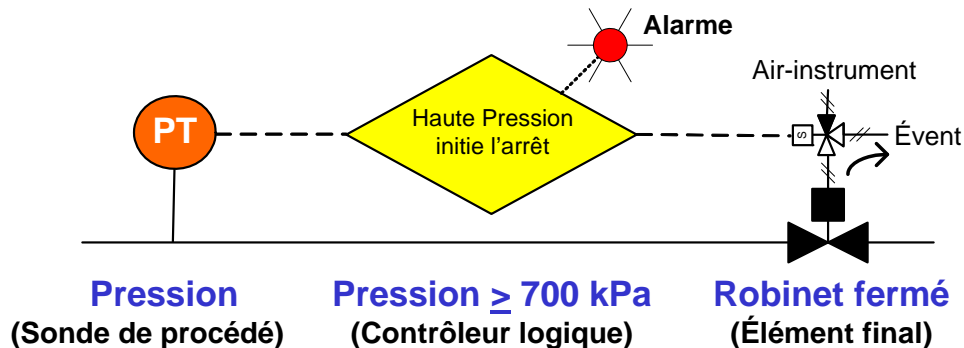 Alarme
Air-instrument
PT
Haute Pression
initie l'arrêt
S
Évent
Pression
(Sonde de procédé)
Pression ≥ 700 kPa
(Contrôleur logique)
Robinet fermé
(Élément final)